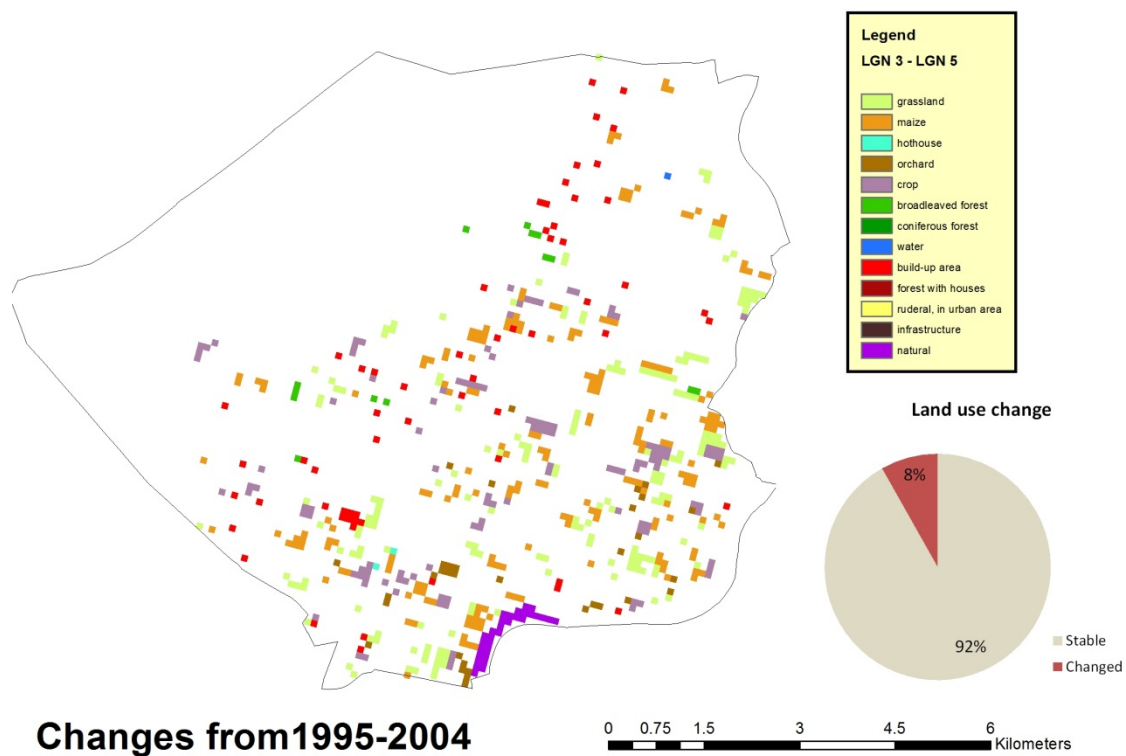 Legend
LGN 3 - LGN 5
grassland
maize
hothouse
orchard
crop
broadleaved forest
coniferous forest
water
build-up area
forest with houses
ruderal, in urban area
infrastructure
natural
Land use change
8%
92%
Stable
Changed
Changes from1995-2004
0 0.75 1.5 3 4.5 6
Kilometers